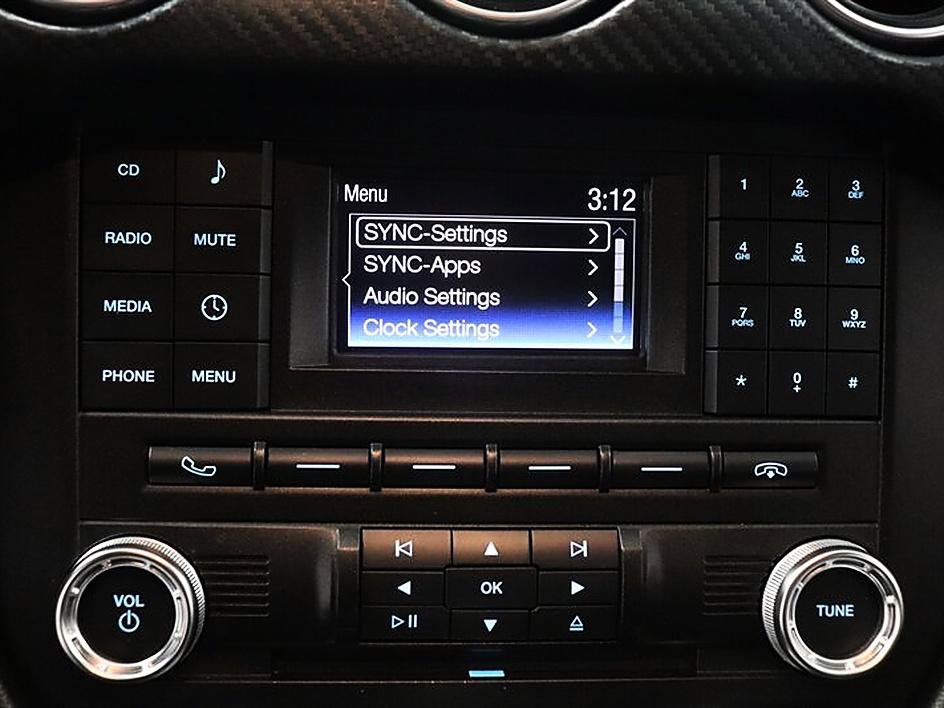 CD
RADIO
MUTE
MEDIA
PHONE
MENU
Menu
3:12
SYNC-Settings
SYNC-Apps
Audio Settings
Clock Settings
1
2
ABC
3
DEF
4
GHI
5
JKL
6
MNO
7
PQRS
8
TUV
9
WXYZ
*
0
+
#
VOL
OK
TUNE